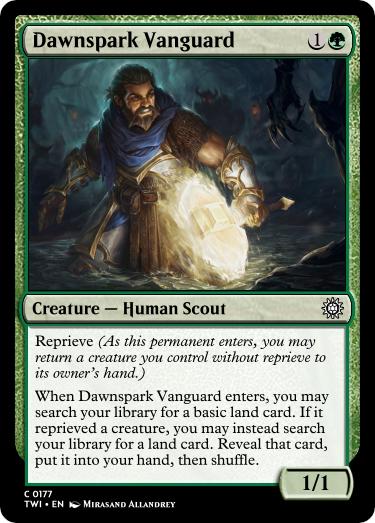 Dawnspark Vanguard 1
Creature — Human Scout
Reprieve (As this permanent enters, you may
return a creature you control without reprieve to
its owner's hand.)
When Dawnspark Vanguard enters, you may
search your library for a basic land card. If it
reprieved a creature, you may instead search
your library for a land card. Reveal that card,
put it into your hand, then shuffle.
1/1
C 0177
TWI • EN Mirasand Allandrey